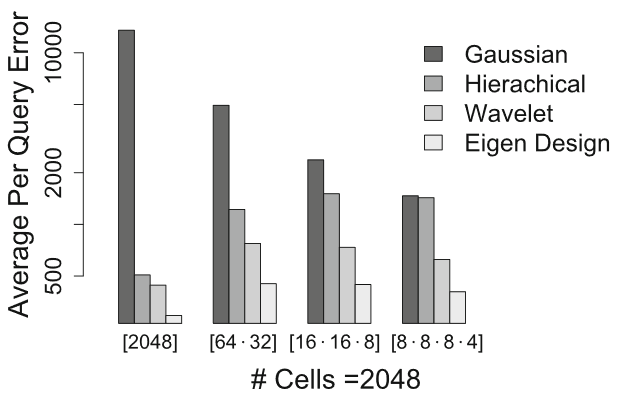 Average Per Query Error
10000
2000
500
Gaussian
Hierachical
Wavelet
Eigen Design
[2048]
[64 · 32]
[16 · 16 · 8]
[8 · 8 · 8 · 4]
# Cells =2048